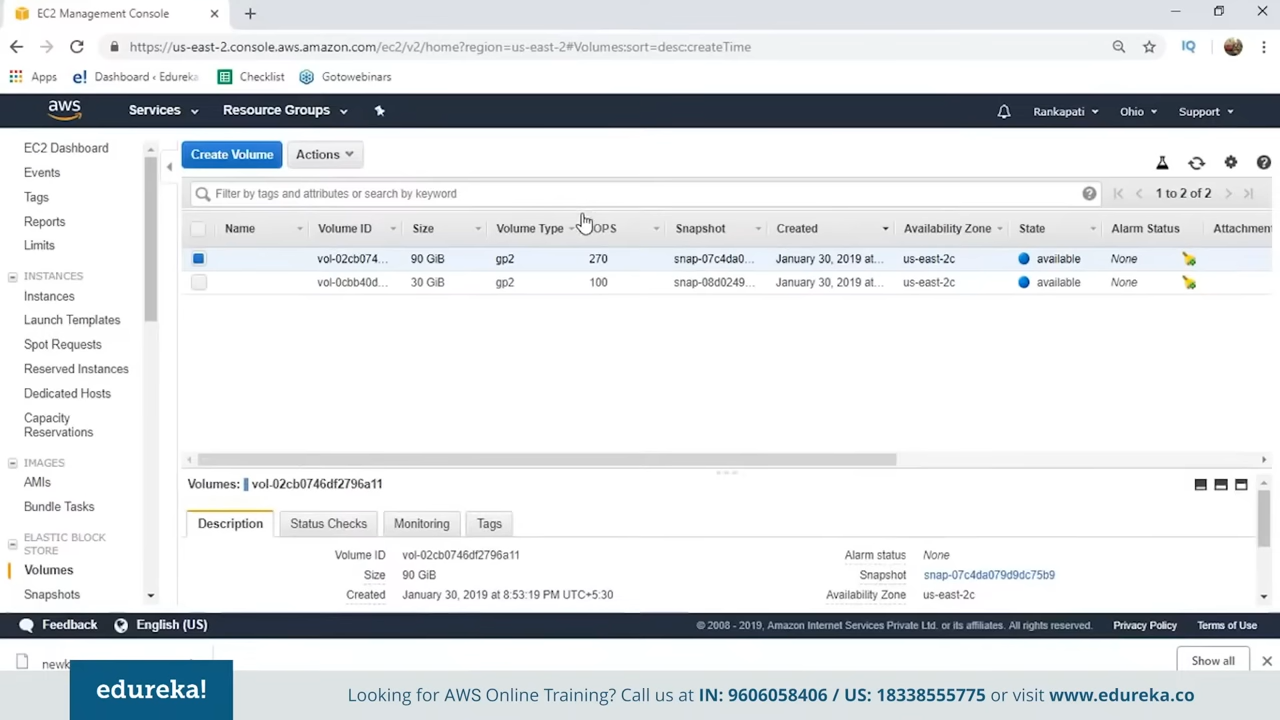 EC2 Management Console
https://us-east-2.console.aws.amazon.com/ec2/v2/home?region=us-east-2#Volumes:sort=desc:createTime
Apps e! Dashboard ‹ Edureka Checklist Gotowebinars
aws Services Resource Groups Rankapati Ohio Support
EC2 Dashboard
Events
Tags
Reports
Limits
INSTANCES
Instances
Launch Templates
Spot Requests
Reserved Instances
Dedicated Hosts
Capacity
Reservations
IMAGES
AMIs
Bundle Tasks
ELASTIC BLOCK
STORE
Volumes
Snapshots
Create Volume Actions
Filter by tags and attributes or search by keyword 1 to 2 of 2
Name Volume ID Size Volume Type OPS Snapshot Created Availability Zone State Alarm Status Attachment
vol-02cb074... 90 GiB gp2 270 snap-07c4da0... January 30, 2019 at... us-east-2c available None
vol-0cbb40d... 30 GiB gp2 100 snap-08d0249... January 30, 2019 at... us-east-2c available None
Volumes: vol-02cb0746df2796a11
Description Status Checks Monitoring Tags
Volume ID vol-02cb0746df2796a11 Alarm status None
Size 90 GiB Snapshot snap-07c4da079d9dc75b9
Created January 30, 2019 at 8:53:19 PM UTC+5:30 Availability Zone us-east-2c
Feedback English (US) © 2008 - 2019, Amazon Internet Services Private Ltd. or its affiliates. All rights reserved. Privacy Policy Terms of Use
newk Show all
edureka! Looking for AWS Online Training? Call us at IN: 9606058406 / US: 18338555775 or visit www.edureka.co